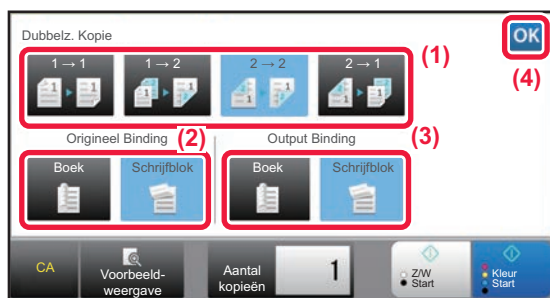 Dubbelz. Kopie
OK
(1)
(4)
1 → 1
1 → 2
2 → 2
2 → 1
Origineel Binding
(2)
Output Binding
(3)
Boek
Schrijfblok
Boek
Schrijfblok
CA
Voorbeeld-
weergave
Aantal
kopieën
1
Z/W
Start
Kleur
Start